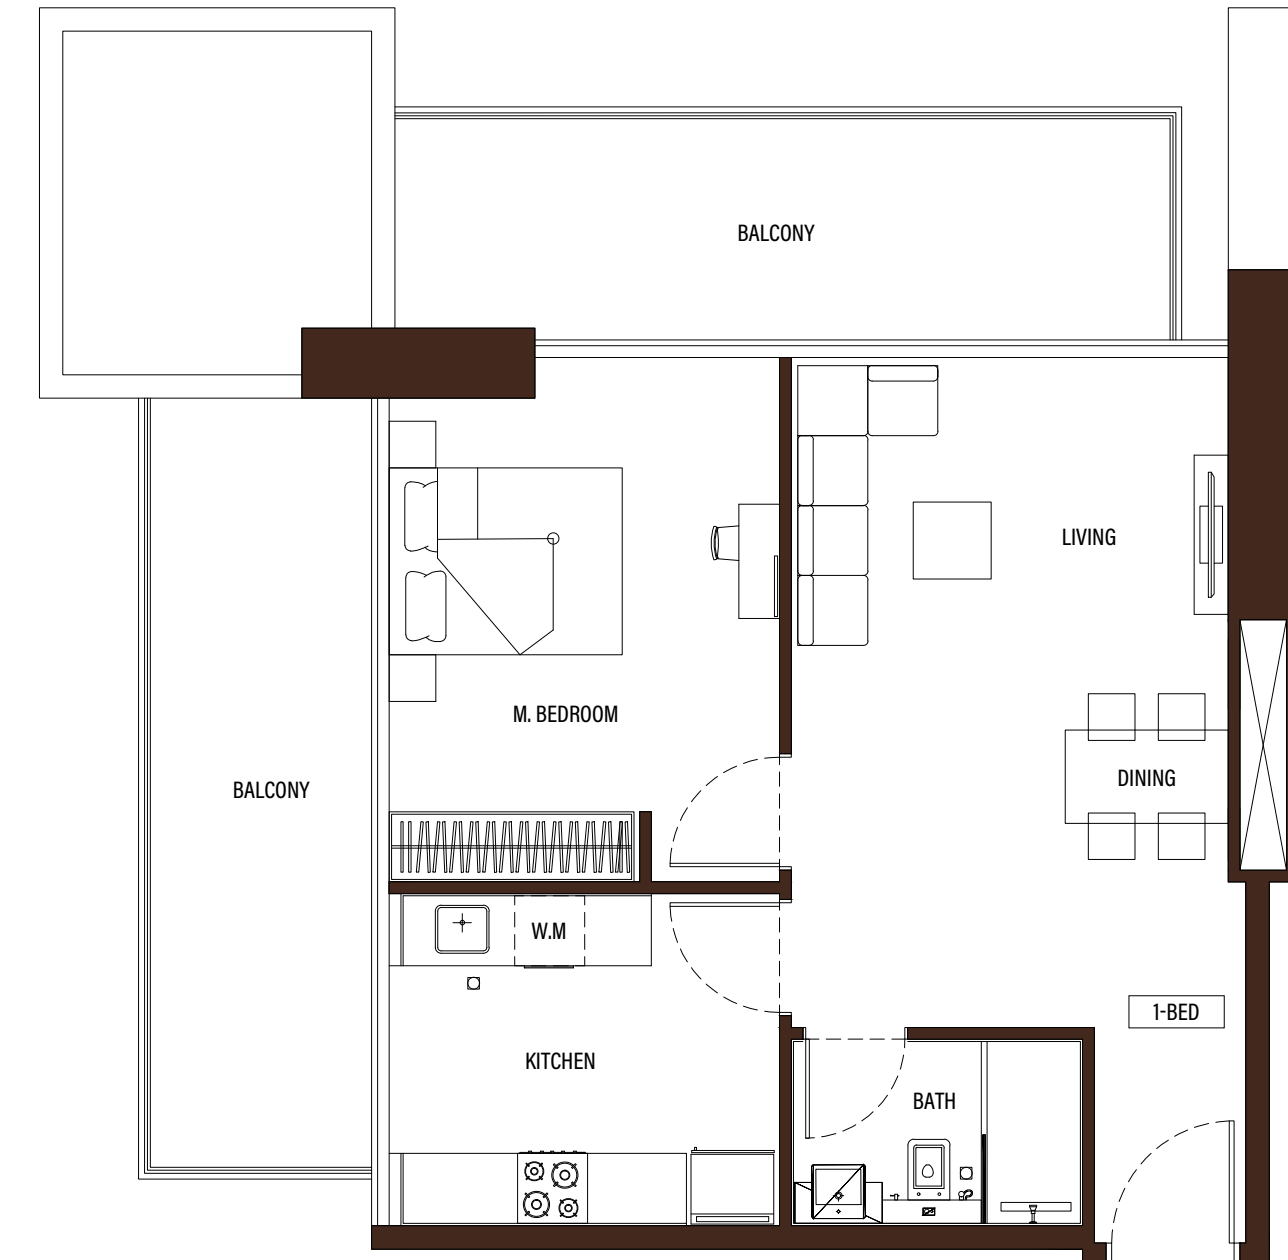 BALCONY
LIVING
M. BEDROOM
DINING
BALCONY
W.M
1-BED
KITCHEN
BATH